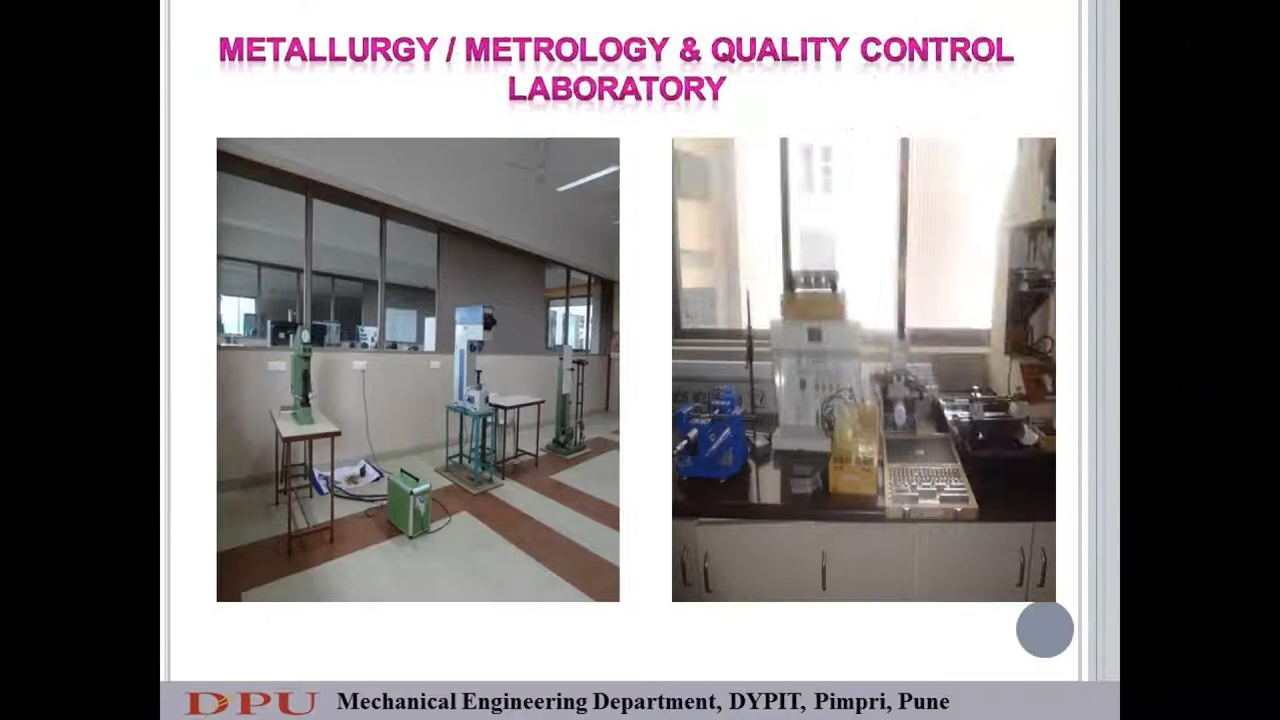 METALLURGY / METROLOGY & QUALITY CONTROL
LABORATORY
DPU Mechanical Engineering Department, DYPIT, Pimpri, Pune